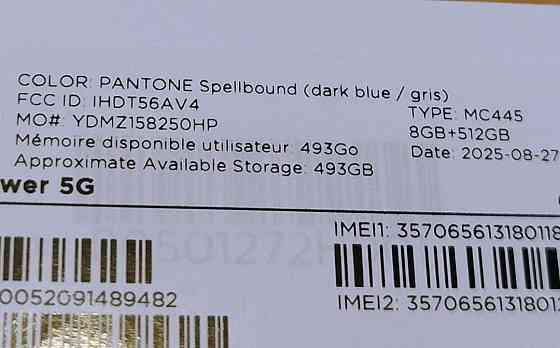 COLOR: PANTONE Spellbound (dark blue / gris)
FCC ID: IHDT56AV4
TYPE: MC445
MO#: YDMZ158250HP
8GB+512GB
Mémoire disponible utilisateur: 493Go
Date: 2025-08-27
Approximate Available Storage: 493GB
wer 5G
IMEI1: 357065613180118
0052091489482
IMEI2: 35706561318012